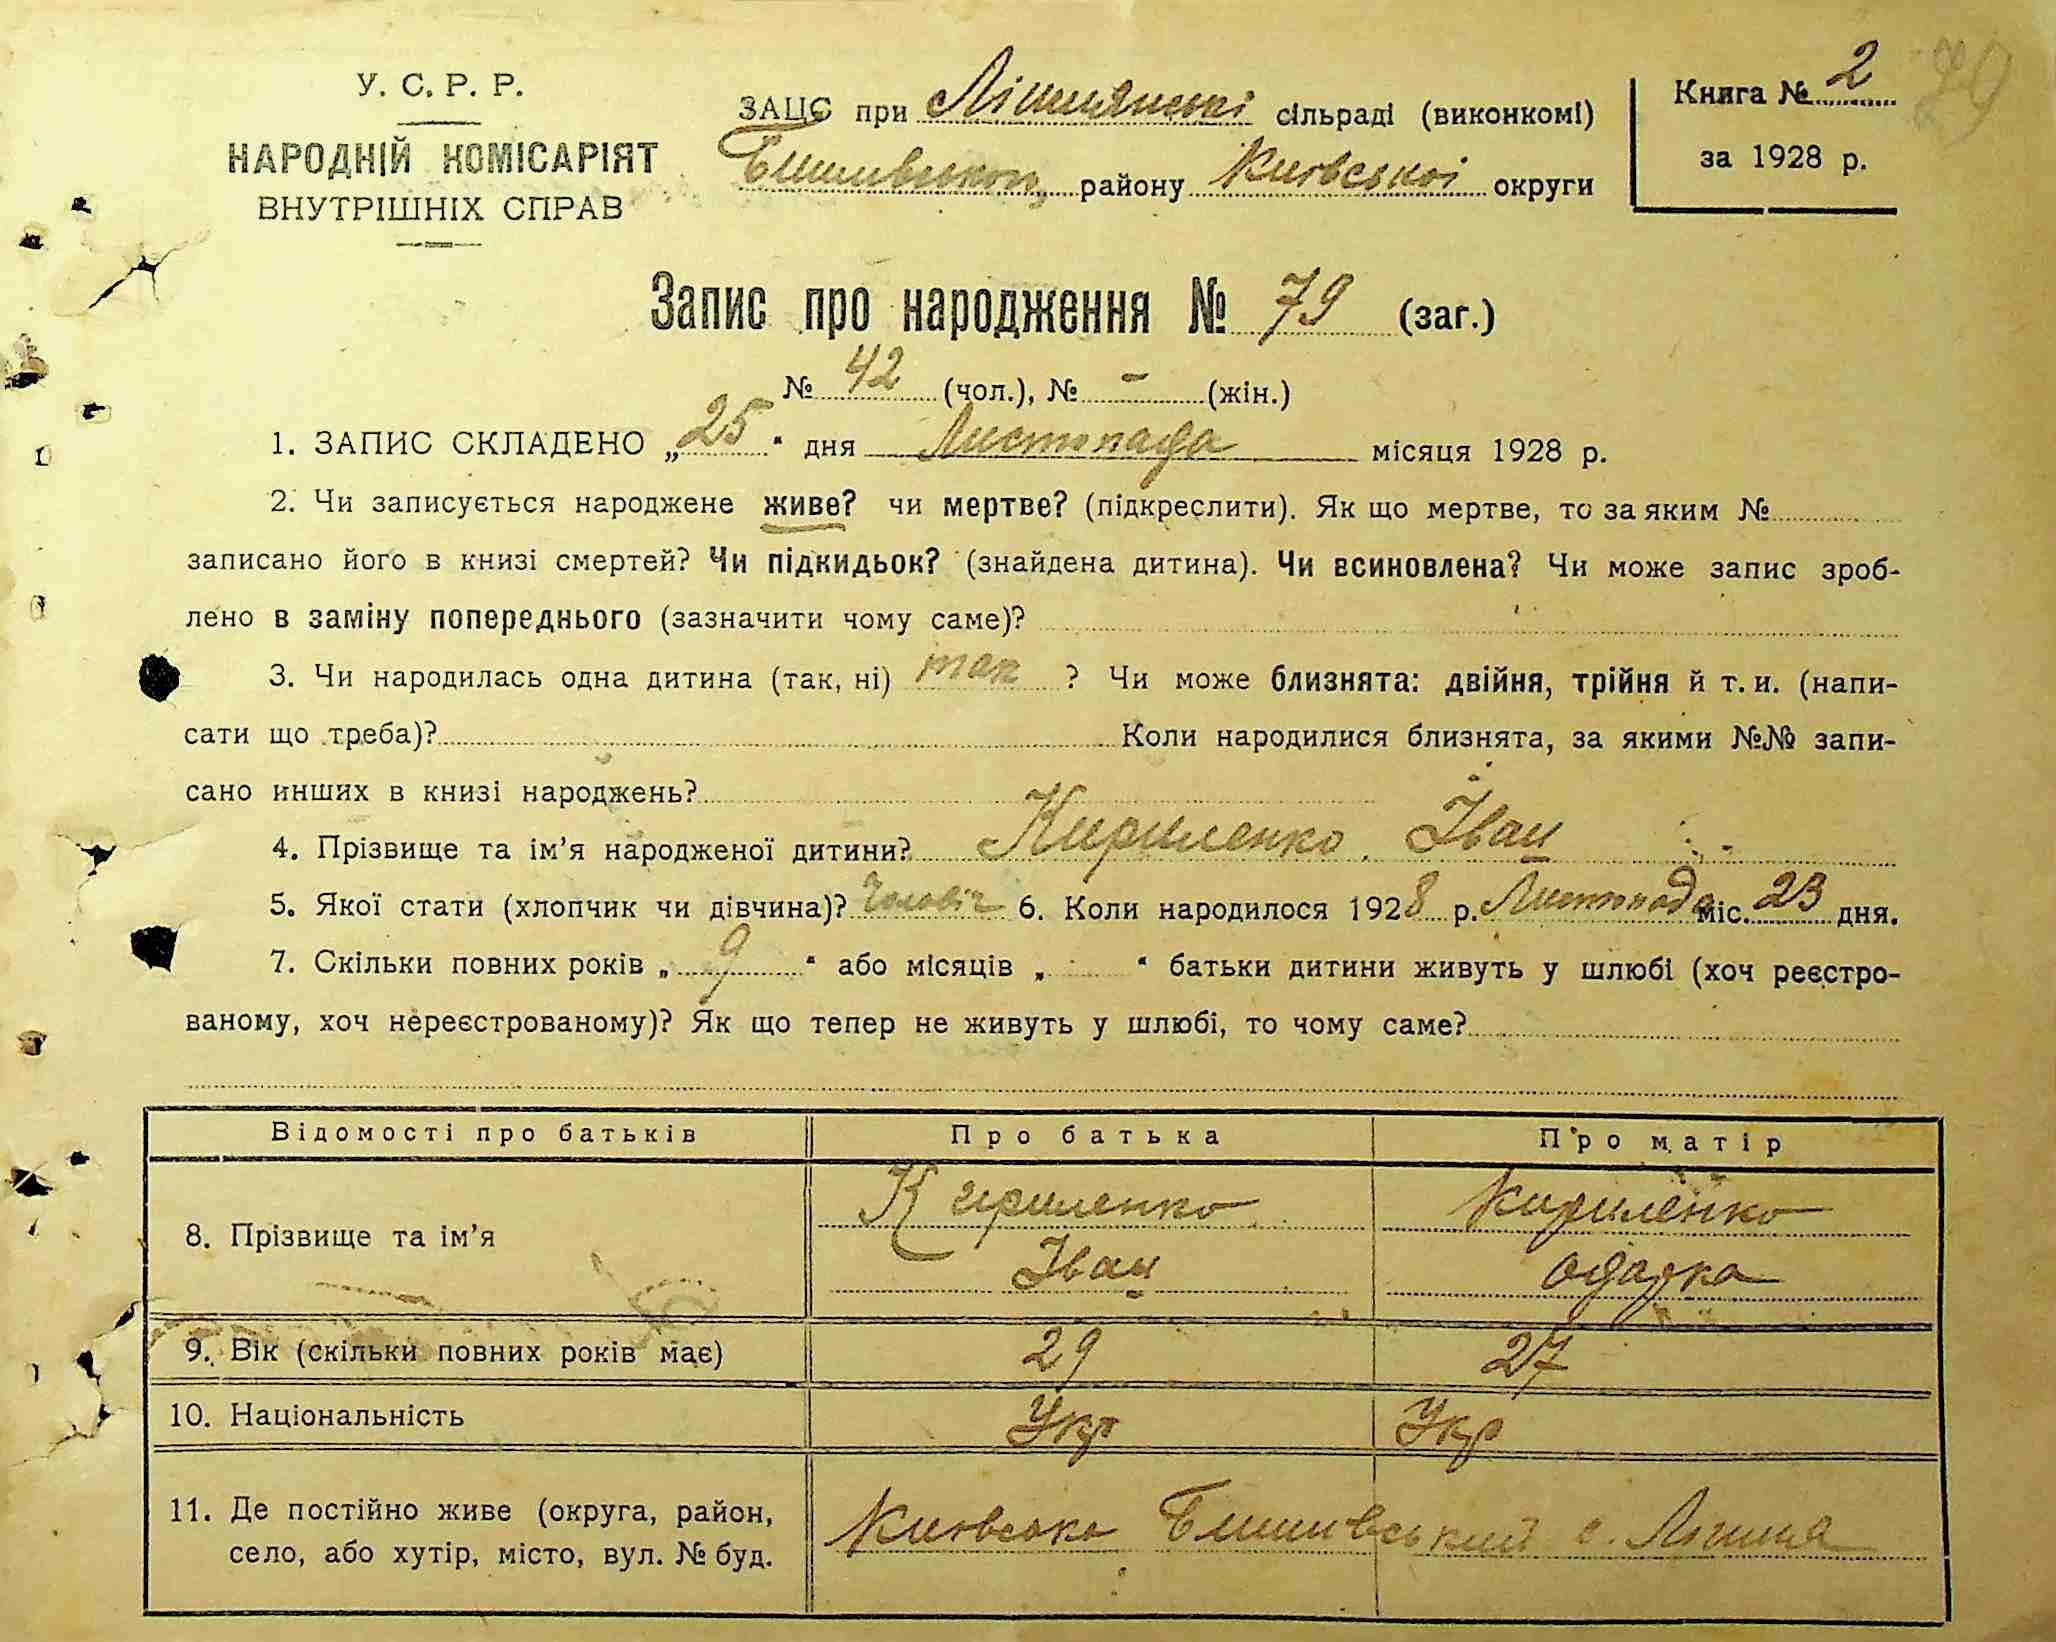 У. С. Р. Р.
НАРОДНІЙ КОМІСАРІЯТ
ВНУТРІШНІХ СПРАВ
ЗАЦС при сільраді (виконкомі)
району Київської округи
Книга № 2
79
за 1928 р.
Запис про народження № 79 (заг.)
№ 42 (чол.), № - (жін.)
1. ЗАПИС СКЛАДЕНО „25“ дня Листопада місяця 1928 р.
2. Чи записується народжене живе? чи мертве? (підкреслити). Як що мертве, то за яким №
записано його в книзі смертей? Чи підкидьок? (знайдена дитина). Чи всиновлена? Чи може запис зроб-
лено в заміну попереднього (зазначити чому саме)?
3. Чи народилась одна дитина (так, ні) так ? Чи може близнята: двійня, трійня й т. и. (напи-
сати що треба)? Коли народилися близнята, за якими №№ запи-
сано инших в книзі народжень?
4. Прізвище та ім’я народженої дитини? Кириленко Іван
5. Якої стати (хлопчик чи дівчина)? Чоловіч 6. Коли народилося 1928 р. Листопада міс. 23 дня.
7. Скільки повних років „ 9 “ або місяців „ “ батьки дитини живуть у шлюбі (хоч реєстро-
ваному, хоч нереєстрованому)? Як що тепер не живуть у шлюбі, то чому саме?
Відомості про батьків Про батька Про матір
8. Прізвище та ім’я Кириленко Іван Кириленко Одарка
9. Вік (скільки повних років має) 29 27
10. Національність Укр Укр
11. Де постійно живе (округа, район,
село, або хутір, місто, вул. № буд. Київська с.